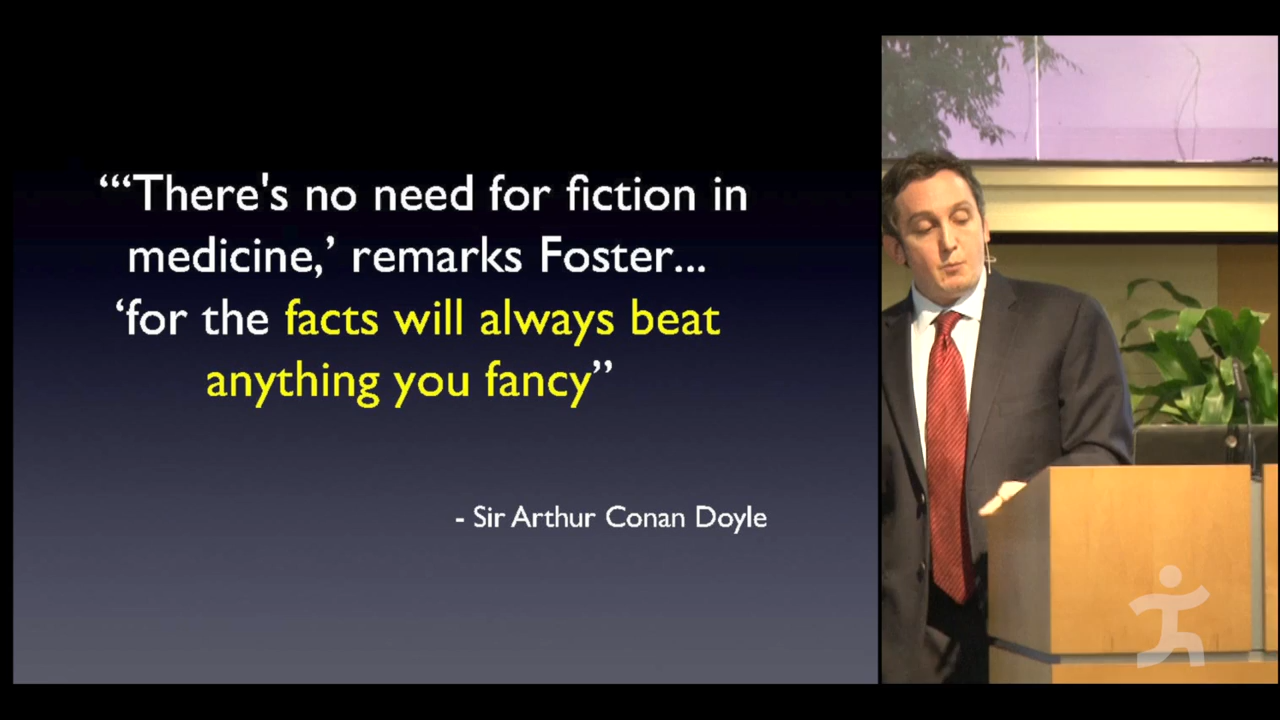 “‘There's no need for fiction in
medicine,’ remarks Foster...
‘for the facts will always beat
anything you fancy”
- Sir Arthur Conan Doyle